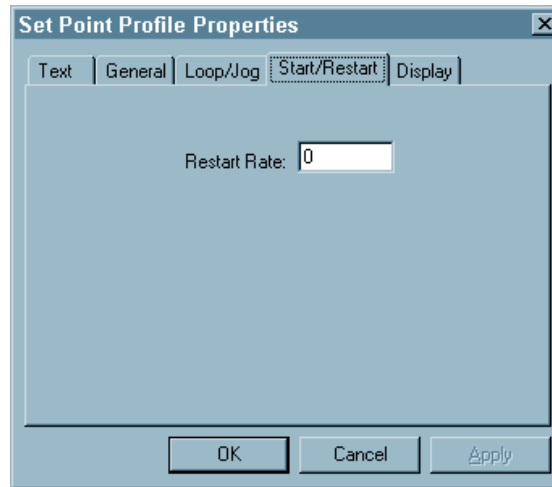 Set Point Profile Properties
Text General Loop/Jog Start/Restart Display
Restart Rate: 0
OK Cancel Apply